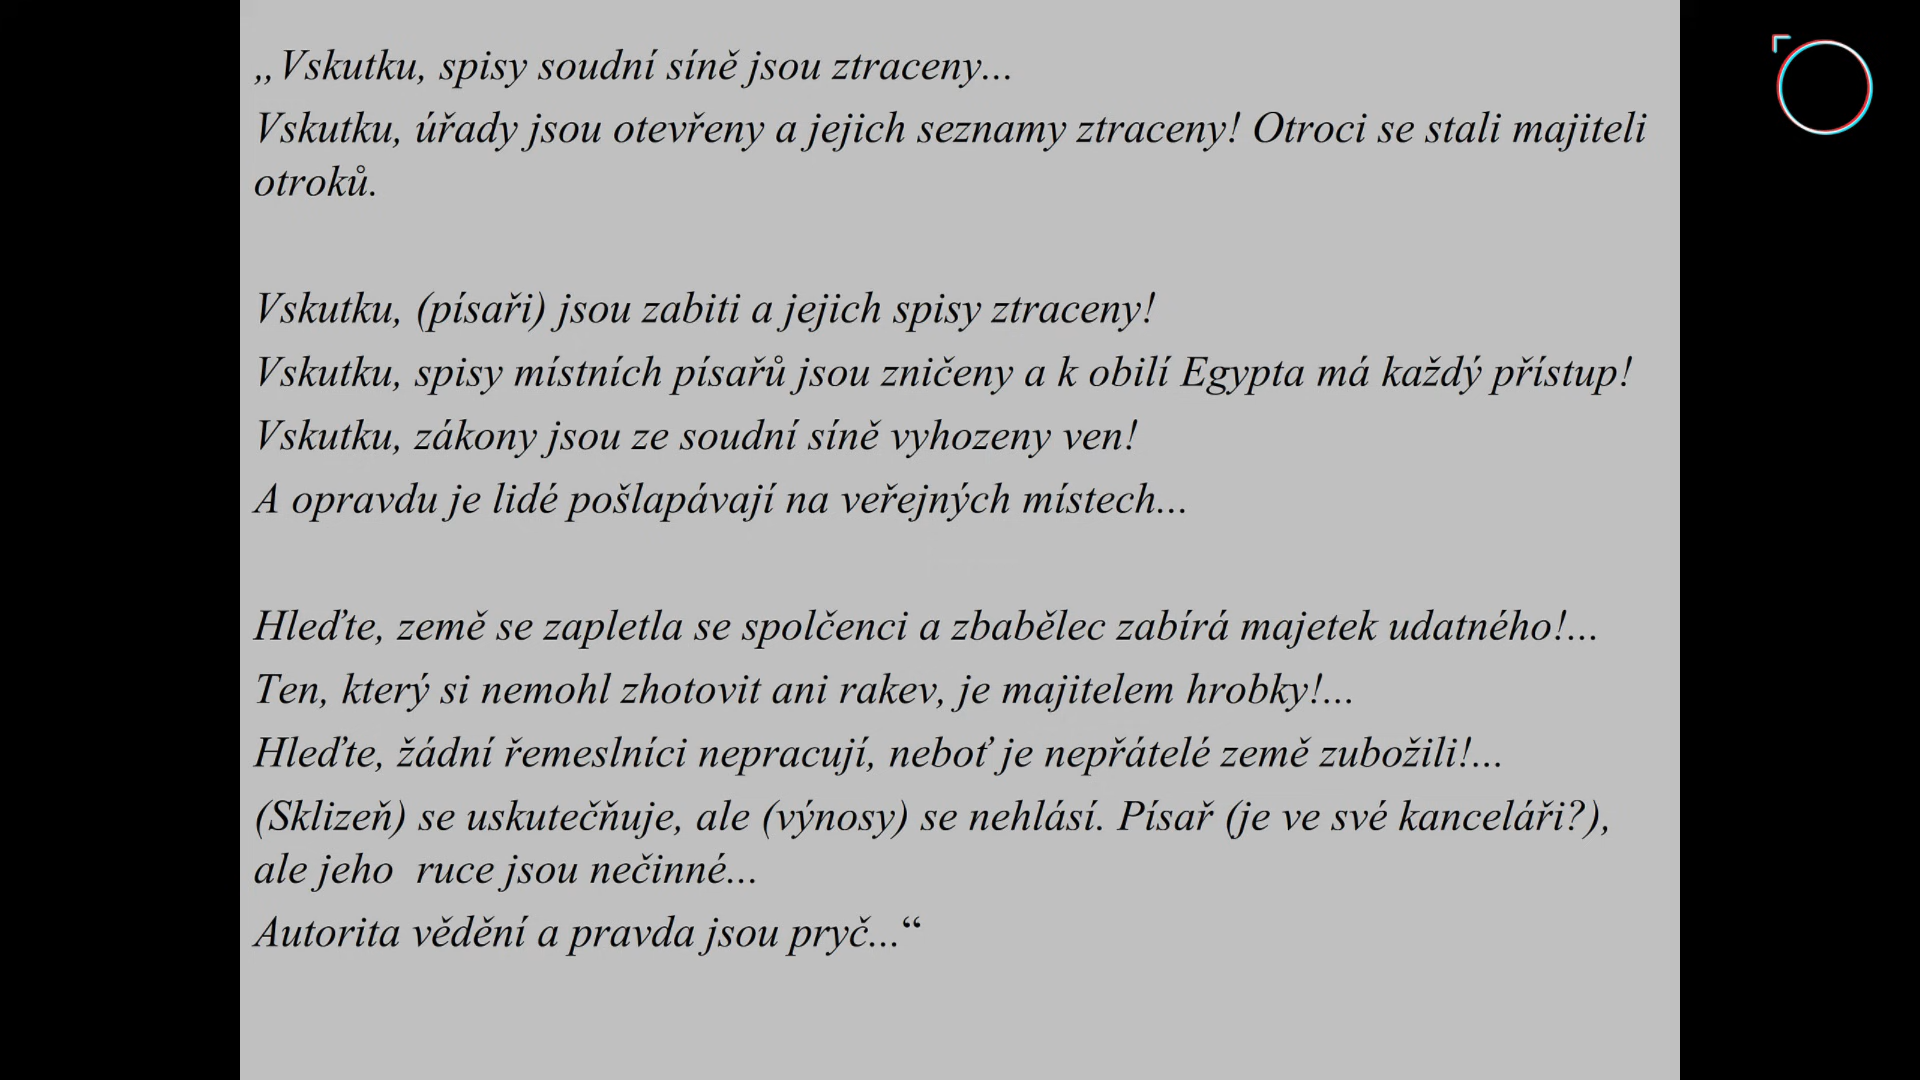 „Vskutku, spisy soudní síně jsou ztraceny...
Vskutku, úřady jsou otevřeny a jejich seznamy ztraceny! Otroci se stali majiteli
otroků.
Vskutku, (písaři) jsou zabiti a jejich spisy ztraceny!
Vskutku, spisy místních písařů jsou zničeny a k obilí Egypta má každý přístup!
Vskutku, zákony jsou ze soudní síně vyhozeny ven!
A opravdu je lidé pošlapávají na veřejných místech...
Hleďte, země se zapletla se spolčenci a zbabělec zabírá majetek udatného!...
Ten, který si nemohl zhotovit ani rakev, je majitelem hrobky!...
Hleďte, žádní řemeslníci nepracují, neboť je nepřátelé země zubožili!...
(Sklizeň) se uskutečňuje, ale (výnosy) se nehlásí. Písař (je ve své kanceláři?),
ale jeho  ruce jsou nečinné...
Autorita vědění a pravda jsou pryč...“